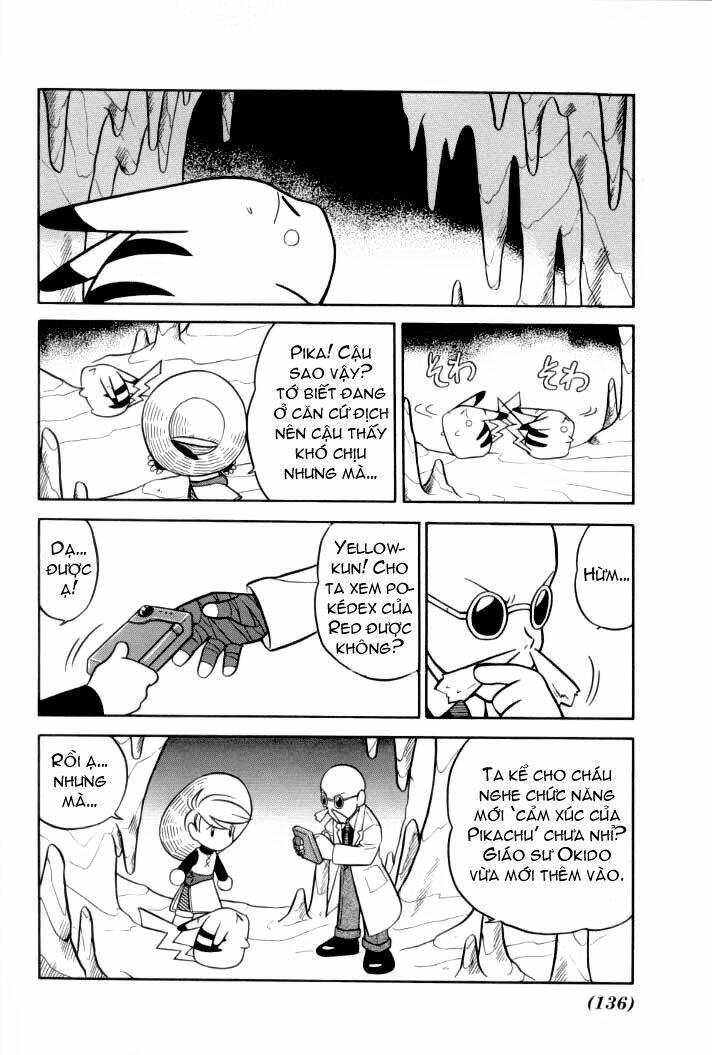 そわ
そわ
PIKA! CẬU
SAO VẬY?
TỚ BIẾT ĐANG
Ở CĂN CỨ ĐỊCH
NÊN CẬU THẤY
KHÓ CHỊU
NHƯNG MÀ...
HỪM...
YELLOW-
KUN! CHO
TA XEM PO-
KÉDEX CỦA
RED ĐƯỢC
KHÔNG?
DẠ...
ĐƯỢC
Ạ!
TA KỂ CHO CHÁU
NGHE CHỨC NĂNG
MỚI ‘CẢM XÚC CỦA
PIKACHU’ CHƯA NHỈ?
GIÁO SƯ OKIDO
VỪA MỚI THÊM VÀO.
RỒI Ạ...
NHƯNG
MÀ...
(136)